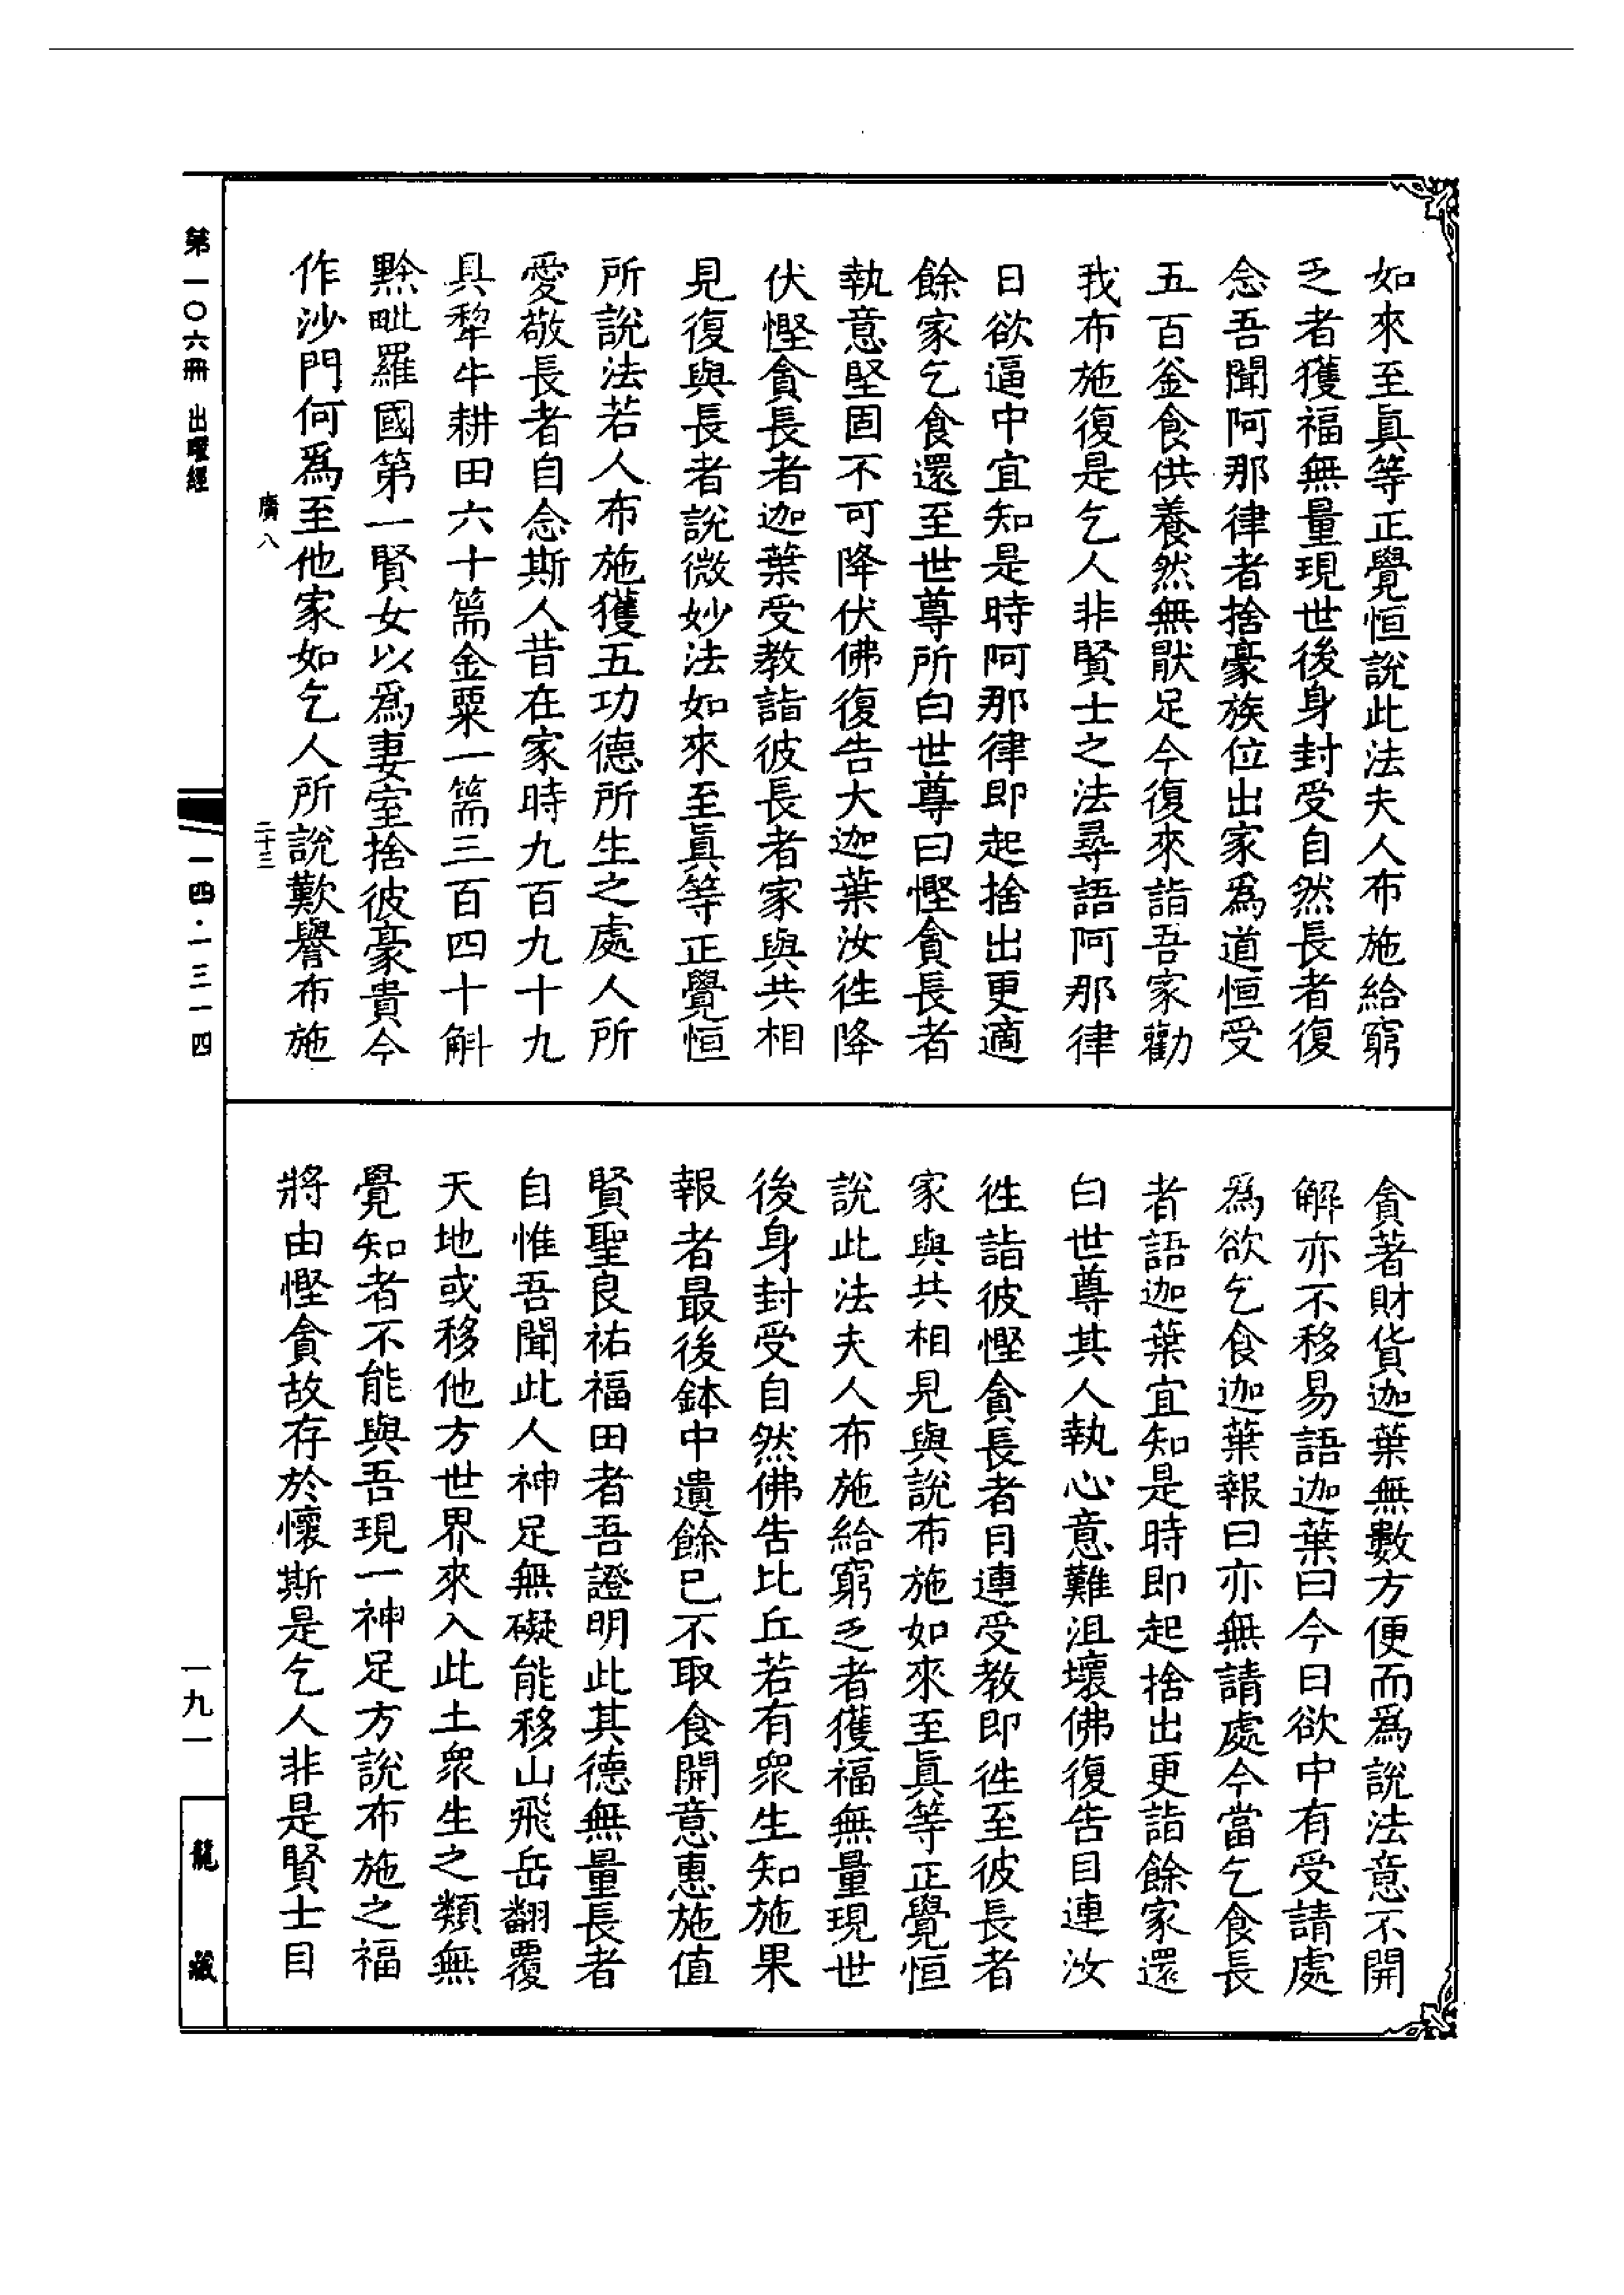 如來至眞等正覺恒說此法夫人布施給窮
乏者獲福無量現世後身封受自然長者復
念吾聞阿那律者捨豪族位出家爲道恒受
五百釜食供養然無猒足今復來詣吾家勸
我布施復是乞人非賢士之法尋語阿那律
日欲逼中宜知是時阿那律即起捨出更適
餘家乞食還至世尊所白世尊曰慳貪長者
執意堅固不可降伏佛復告大迦葉汝往降
伏慳貪長者迦葉受教詣彼長者家與共相
見復與長者說微妙法如來至眞等正覺恒
所說法若人布施獲五功德所生之處人所
愛敬長者自念斯人昔在家時九百九十九
具犂牛耕田六十篅金粟一篅三百四十斛
黔毗羅國第一賢女以爲妻室捨彼豪貴今
作沙門何爲至他家如乞人所說歎譽布施
貪著財貨迦葉無數方便而爲說法意不開
解亦不移易語迦葉曰今日欲中有受請處
爲欲乞食迦葉報曰亦無請處今當乞食長
者語迦葉宜知是時即起捨出更詣餘家還
白世尊其人執心意難沮壞佛復告目連汝
往詣彼慳貪長者目連受教即往至彼長者
家與共相見與說布施如來至眞等正覺恒
說此法夫人布施給窮乏者獲福無量現世
後身封受自然佛告比丘若有衆生知施果
報者最後鉢中遺餘已不取食開意惠施值
賢聖良祐福田者吾證明此其德無量長者
自惟吾聞此人神足無礙能移山飛岳翻覆
天地或移他方世界來入此土衆生之類無
覺知者不能與吾現一神足方說布施之福
將由慳貪故存於懷斯是乞人非是賢士目
廣八
二十三
第一〇六冊 出曜經
一四·一三一四
一九一
龍藏